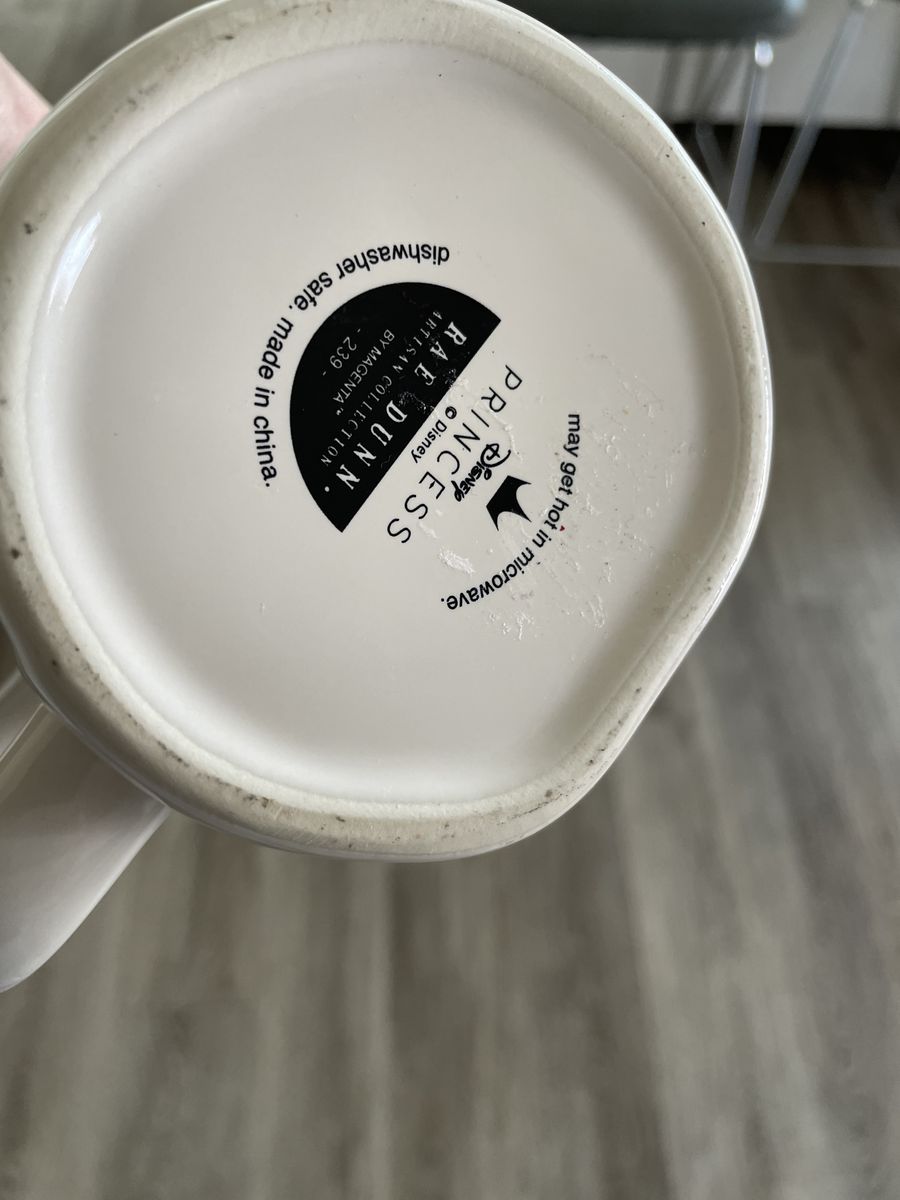 may get hot in microwave.
Disney
PRINCESS
© Disney
RAE DUNN.
ARTISAN COLLECTION
BY MAGENTA™
- 239 -
dishwasher safe. made in china.